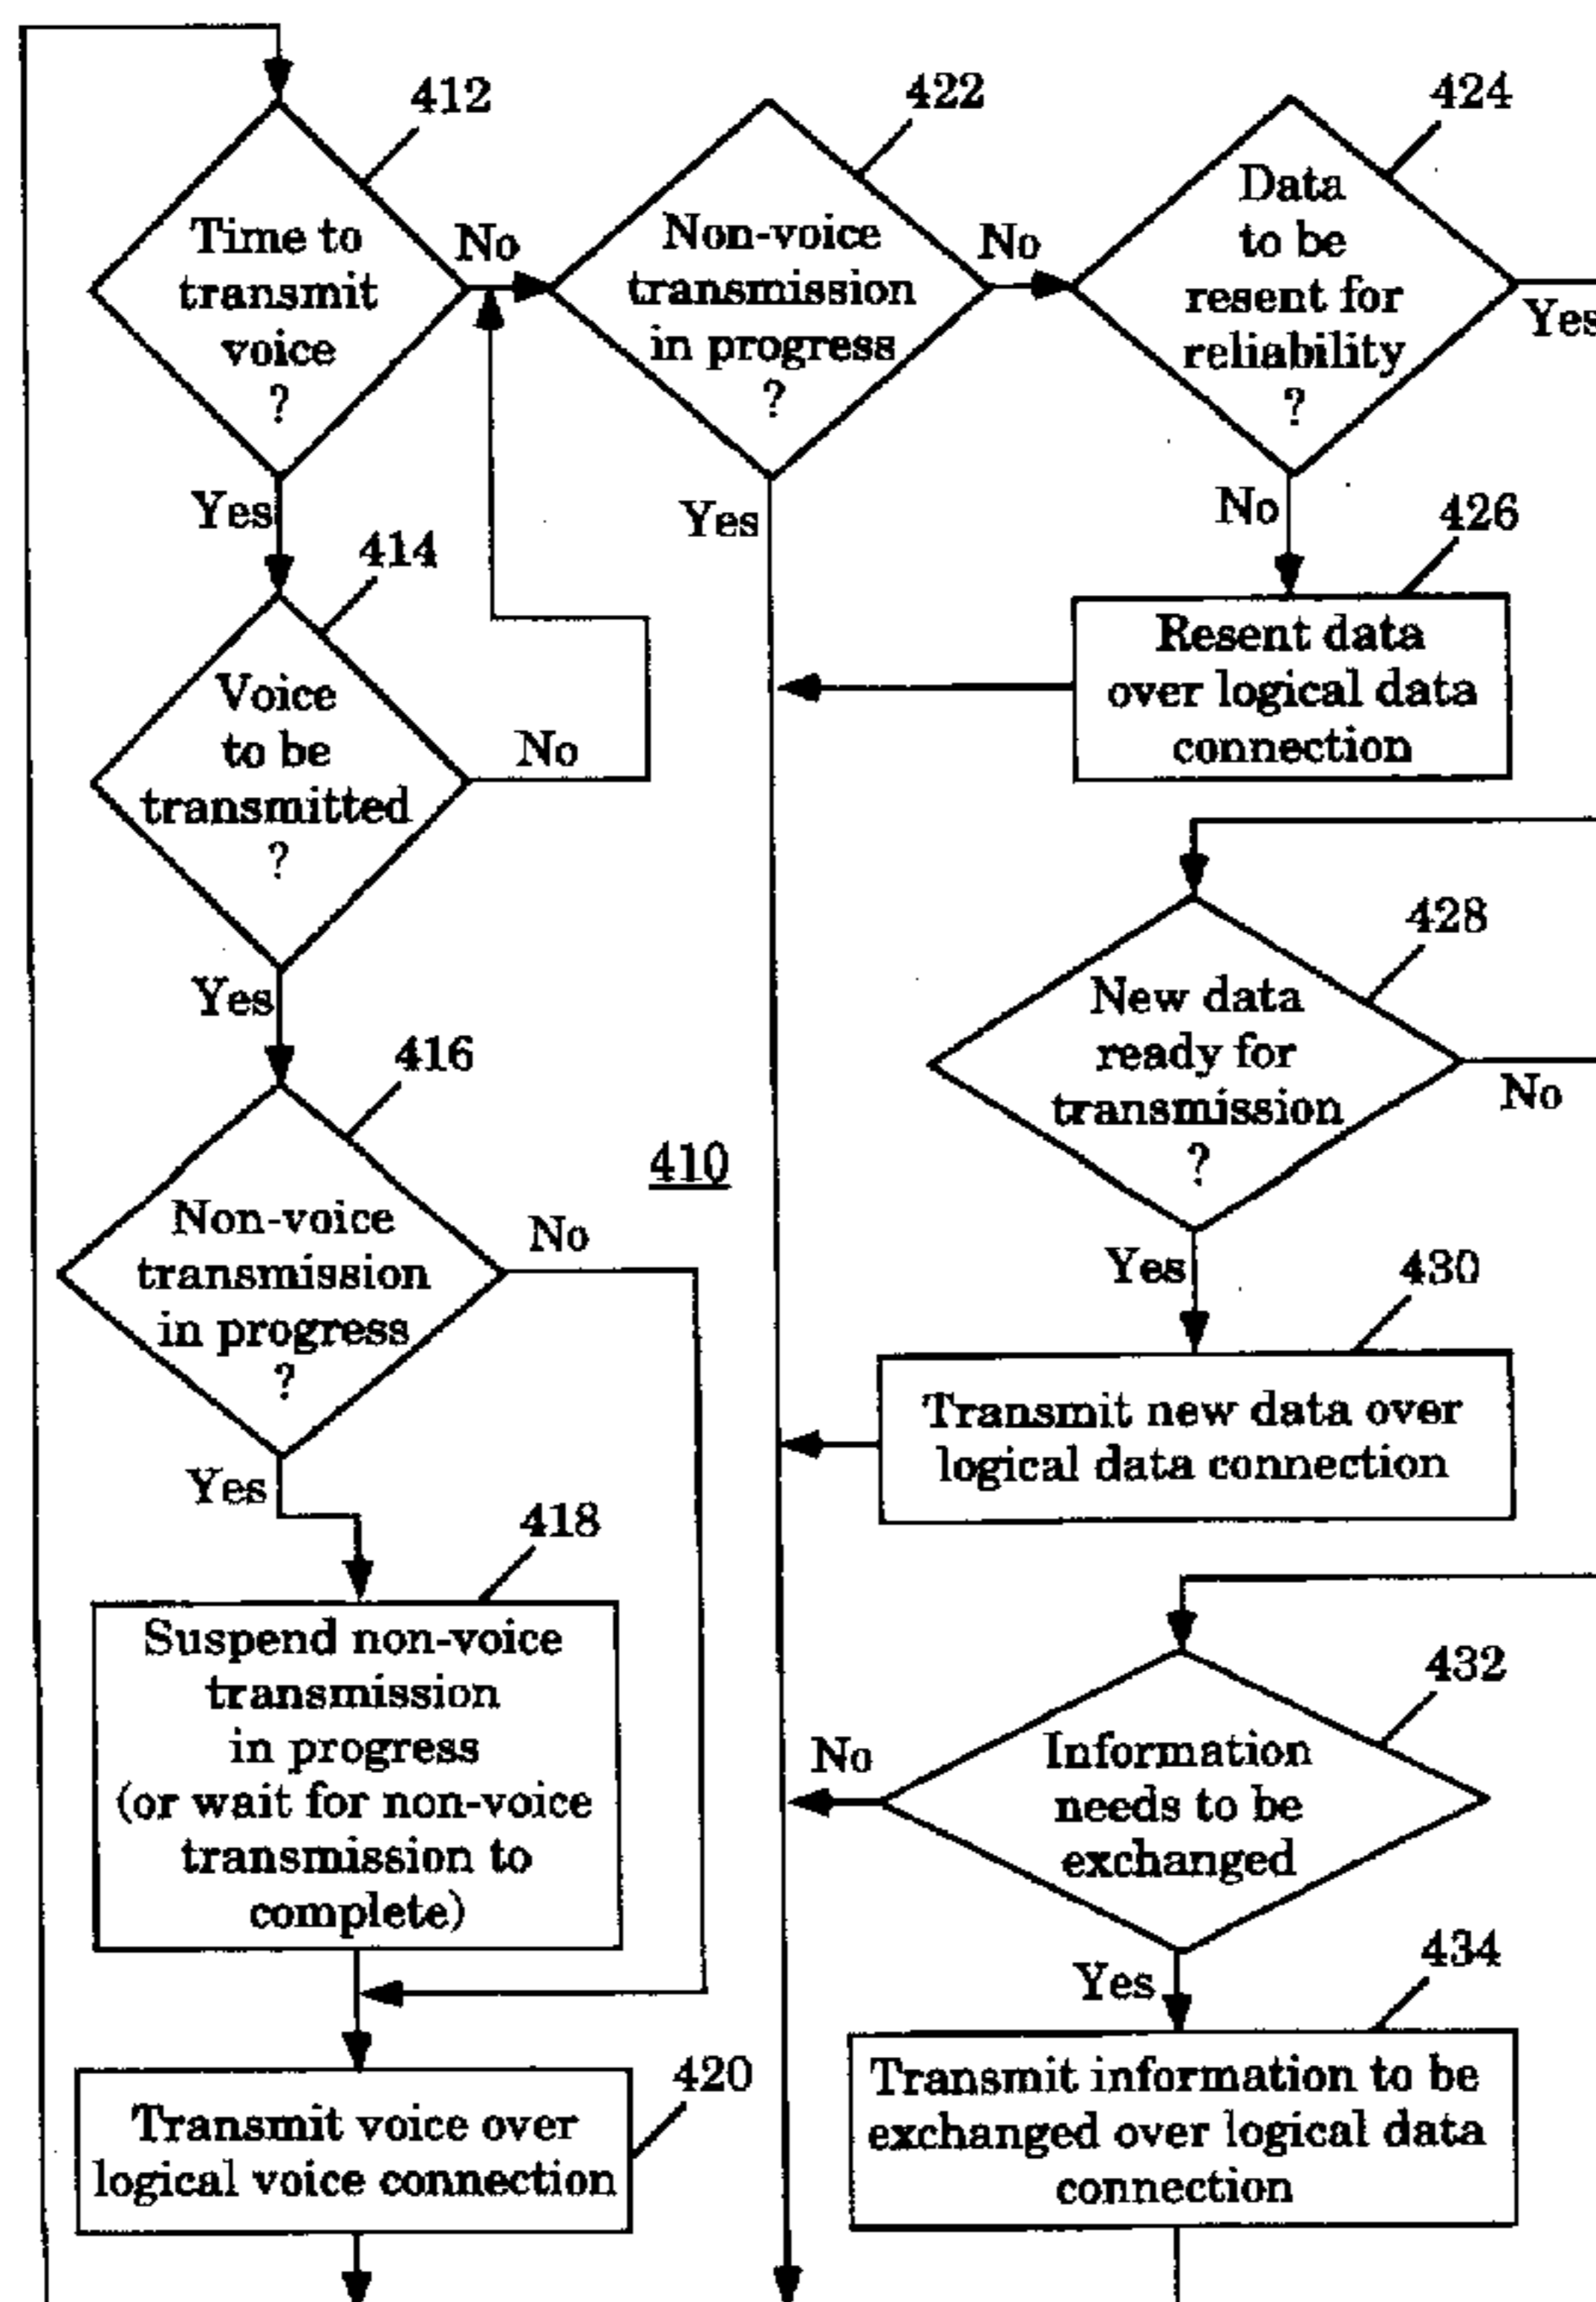 412
Time to
transmit
voice
?
No
Yes
422
Non-voice
transmission
in progress
?
No
Yes
424
Data
to be
resent for
reliability
?
Yes
No
414
Voice
to be
transmitted
?
No
Yes
426
Resent data
over logical data
connection
416
Non-voice
transmission
in progress
?
No
Yes
410
428
New data
ready for
transmission
?
No
Yes
430
Transmit new data over
logical data connection
418
Suspend non-voice
transmission
in progress
(or wait for non-voice
transmission to
complete)
432
Information
needs to be
exchanged
No
Yes
420
Transmit voice over
logical voice connection
434
Transmit information to be
exchanged over logical data
connection